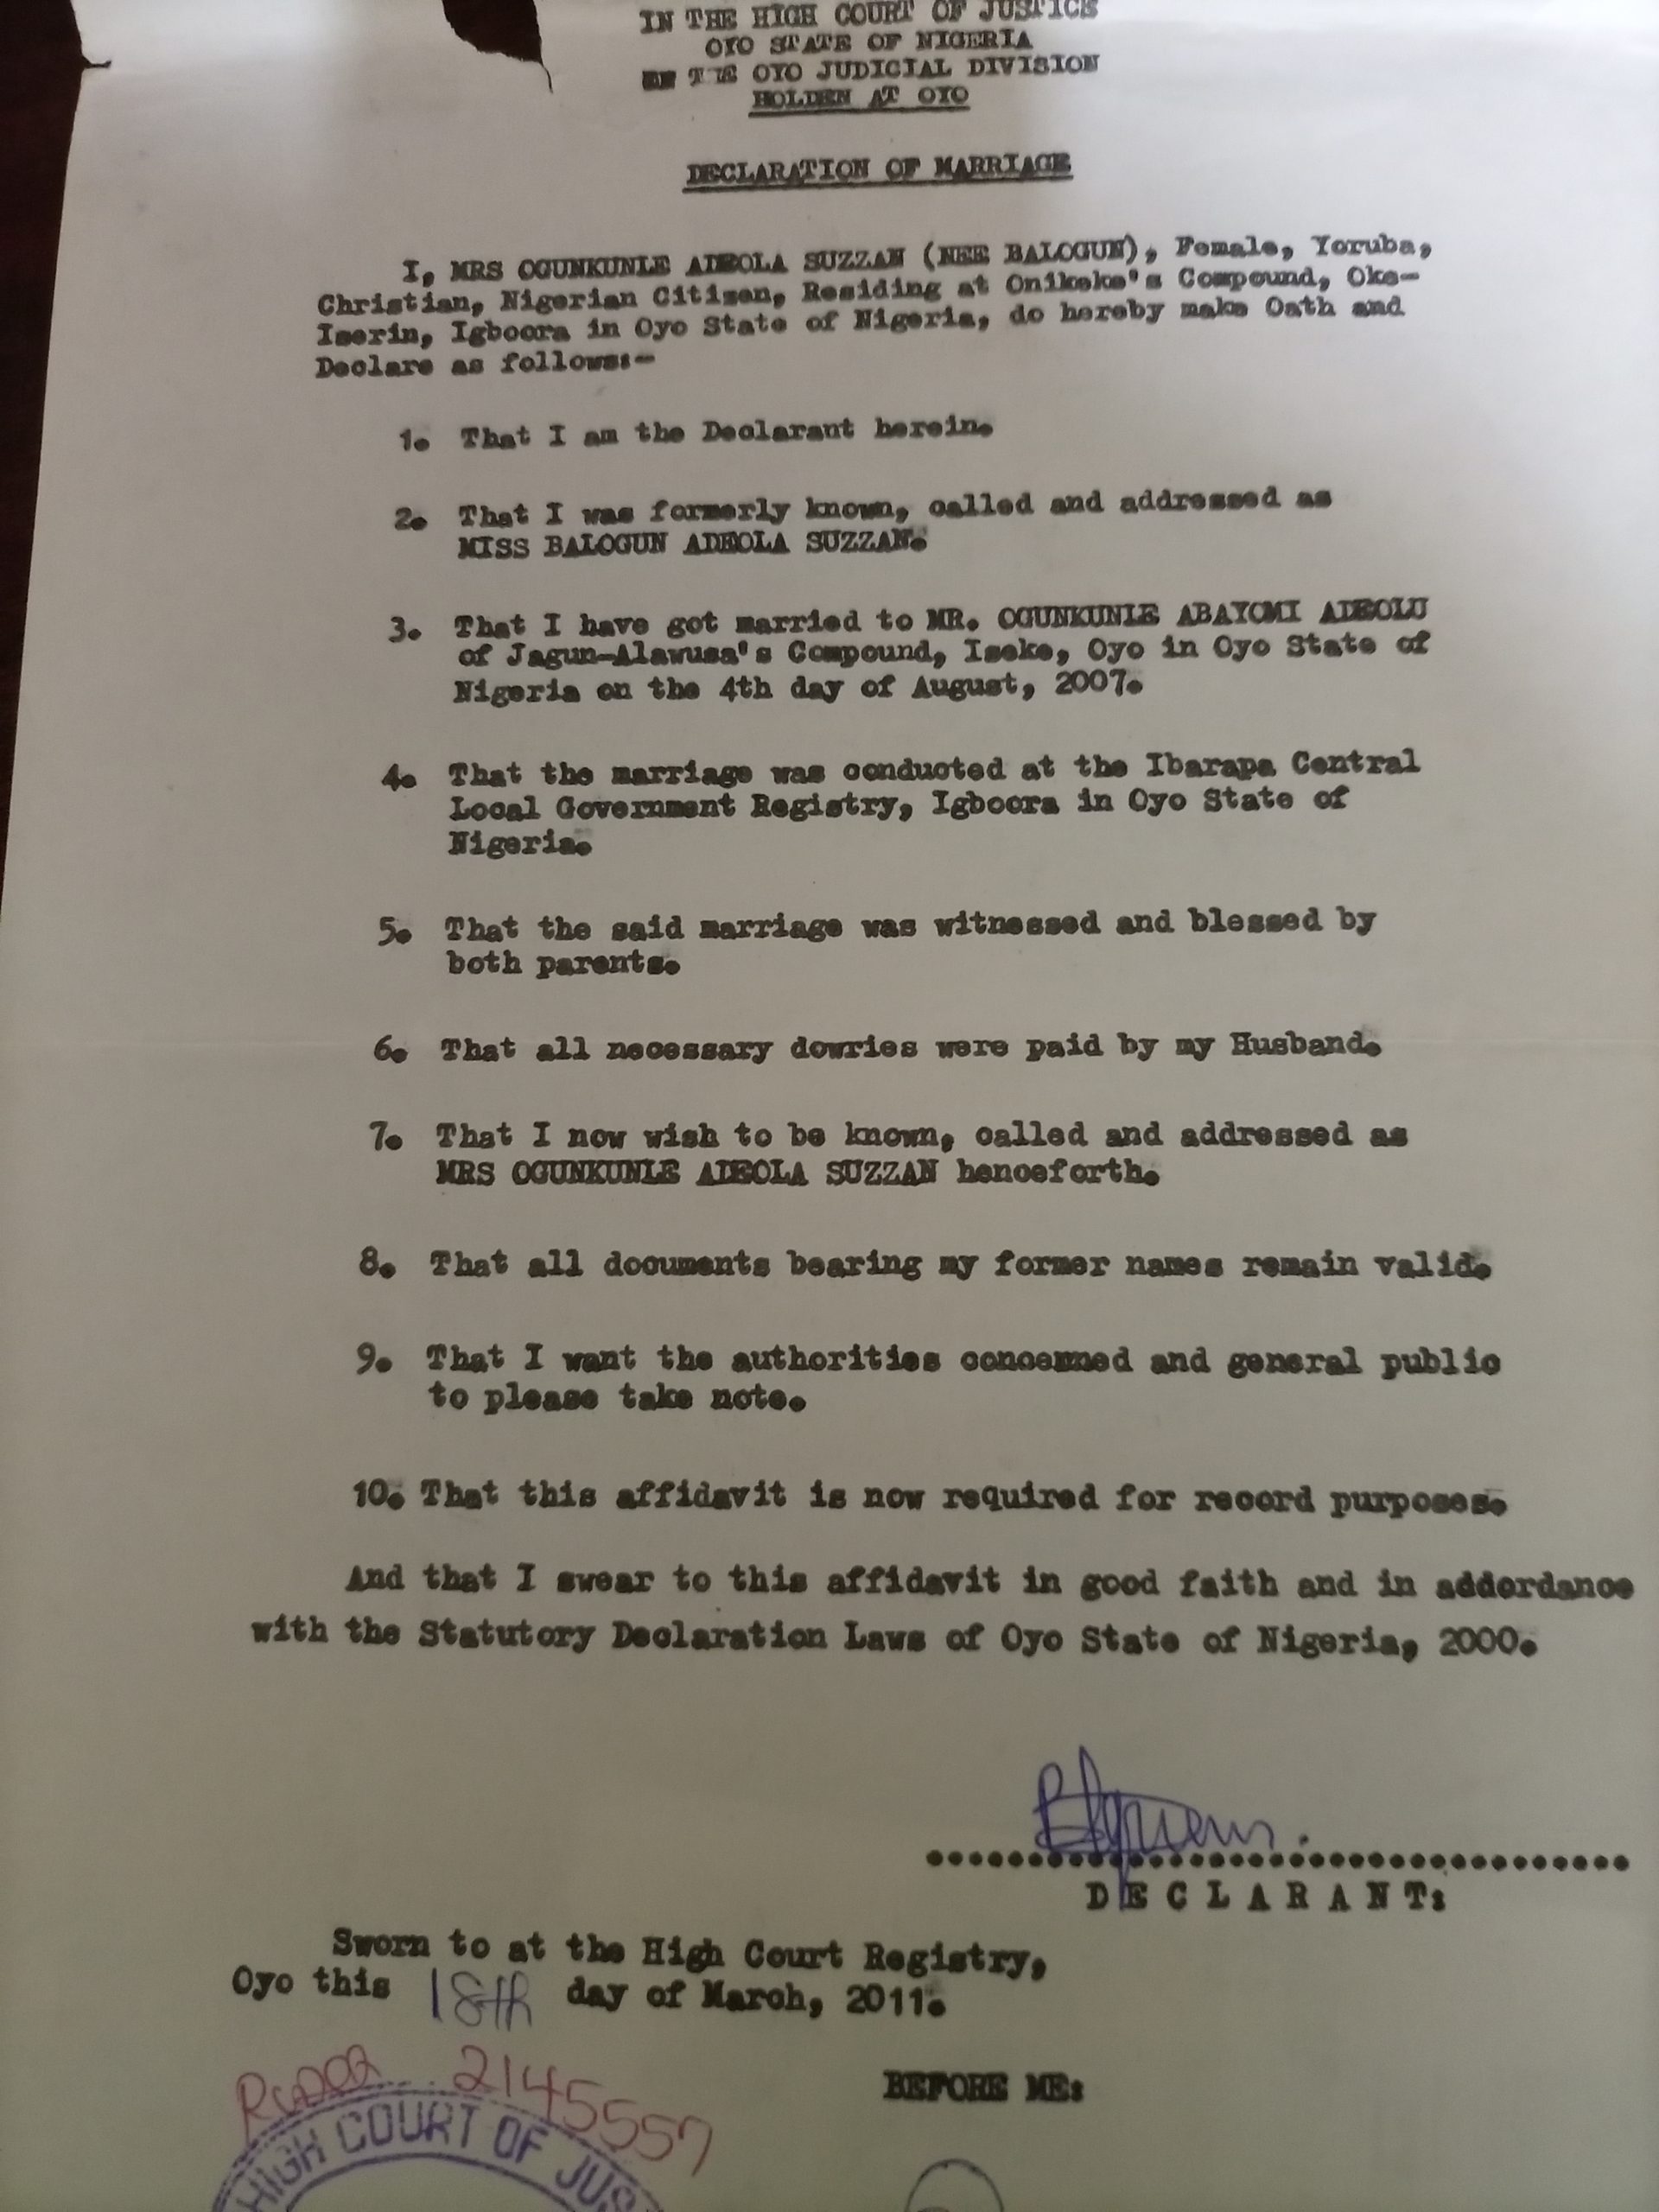 IN THE HIGH COURT OF JUSTICE
OYO STATE OF NIGERIA
THE OYO JUDICIAL DIVISION
HOLDEN AT OYO
DECLARATION OF MARRIAGE
I, MRS OGUNKUNLE ADEOLA SUZZAN (NEE BALOGUN), Female, Yoruba,
Christian, Nigerian Citizen, Residing at Onikeke's Compound, Oke-
Iserin, Igboora in Oyo State of Nigeria, do hereby make Oath and
Declare as follows:-
1. That I am the Declarant herein.
2. That I was formerly known, called and addressed as
MISS BALOGUN ADEOLA SUZZAN.
3. That I have got married to MR. OGUNKUNLE ABAYOMI ADEOLU
of Jagun-Alawusa's Compound, Iseke, Oyo in Oyo State of
Nigeria on the 4th day of August, 2007.
4. That the marriage was conducted at the Ibarapa Central
Local Government Registry, Igboora in Oyo State of
Nigeria.
5. That the said marriage was witnessed and blessed by
both parents.
6. That all necessary dowries were paid by my Husband.
7. That I now wish to be known, called and addressed as
MRS OGUNKUNLE ADEOLA SUZZAN henceforth.
8. That all documents bearing my former names remain valid.
9. That I want the authorities concerned and general public
to please take note.
10. That this affidavit is now required for record purposes.
And that I swear to this affidavit in good faith and in addordance
with the Statutory Declaration Laws of Oyo State of Nigeria, 2000.
DECLARANT:
Sworn to at the High Court Registry,
Oyo this 18th day of March, 2011.
2145557
BEFORE ME:
HIGH COURT OF JUS